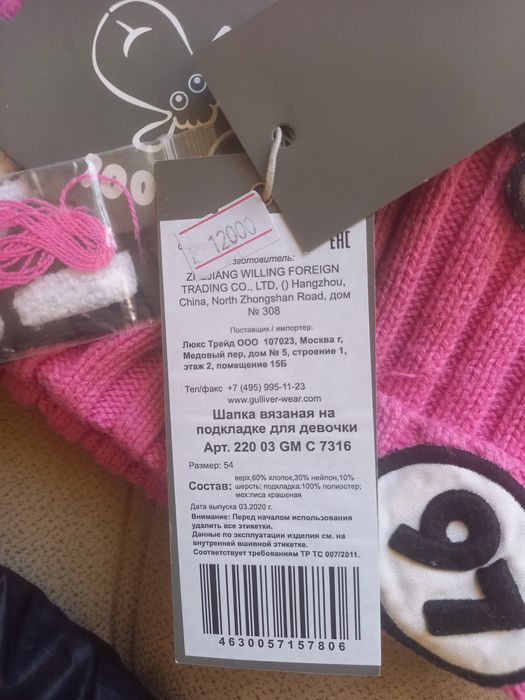 12000
EAC
ZHEJIANG WILLING FOREIGN
TRADING CO., LTD, () Hangzhou,
China, North Zhongshan Road, дом
№ 308
Поставщик / импортер:
Люкс Трейд ООО 107023, Москва г,
Медовый пер, дом № 5, строение 1,
этаж 2, помещение 15Б
Тел/факс +7 (495) 995-11-23
www.gulliver-wear.com
Шапка вязаная на
подкладке для девочки
Арт. 220 03 GM C 7316
Размер: 54
Состав: верх,60% хлопок,30% нейлон,10%
шерсть; подкладка:100% полиэстер;
мех:лиса крашеная
Дата выпуска 03.2020 г.
Внимание: Перед началом использования
удалить все этикетки.
Данные по эксплуатации изделия см. на
внутренней вшивной этикетке.
Соответствует требованиям ТР ТС 007/2011.
4630057157806